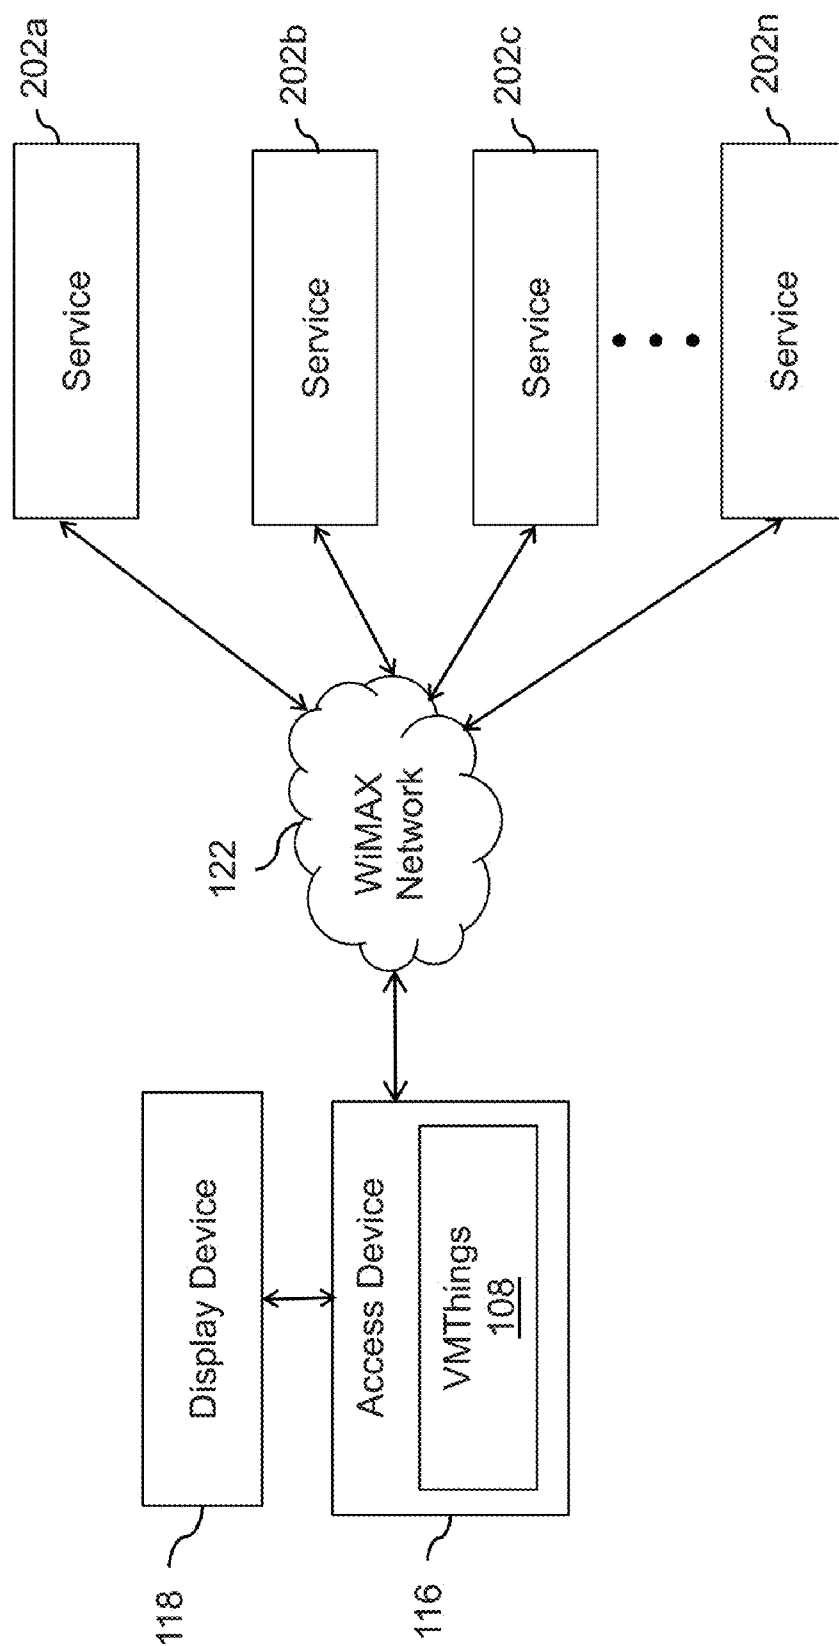 118
Display Device
116
Access Device
VMThings
108
122
WiMAX
Network
Service
202a
Service
202b
Service
202c
Service
202n